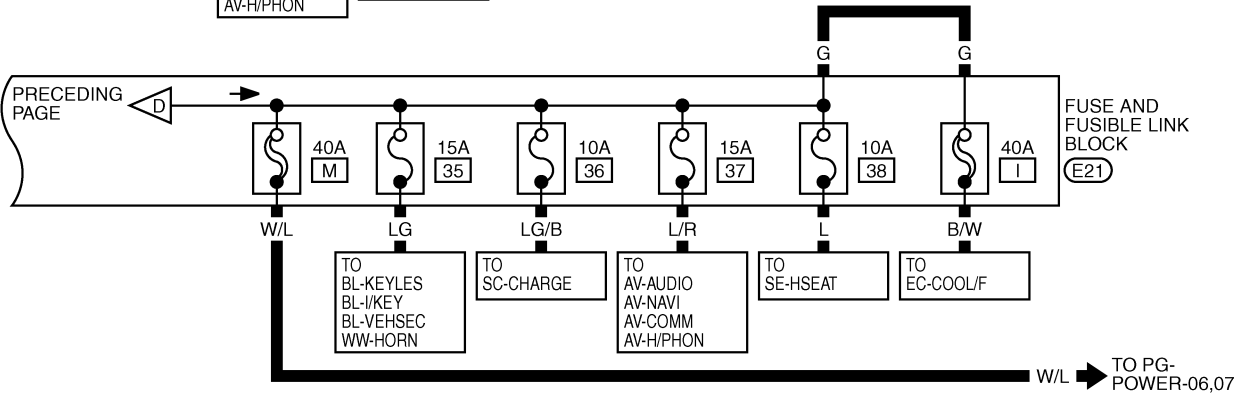 AV-H/PHON
G G
PRECEDING
PAGE
D
FUSE AND
FUSIBLE LINK
BLOCK
E21
40A 15A 10A 15A 10A 40A
M 35 36 37 38 I
W/L LG LG/B L/R L B/W
TO
BL-KEYLES
BL-I/KEY
BL-VEHSEC
WW-HORN
TO
SC-CHARGE
TO
AV-AUDIO
AV-NAVI
AV-COMM
AV-H/PHON
TO
SE-HSEAT
TO
EC-COOL/F
W/L
TO PG-
POWER-06,07